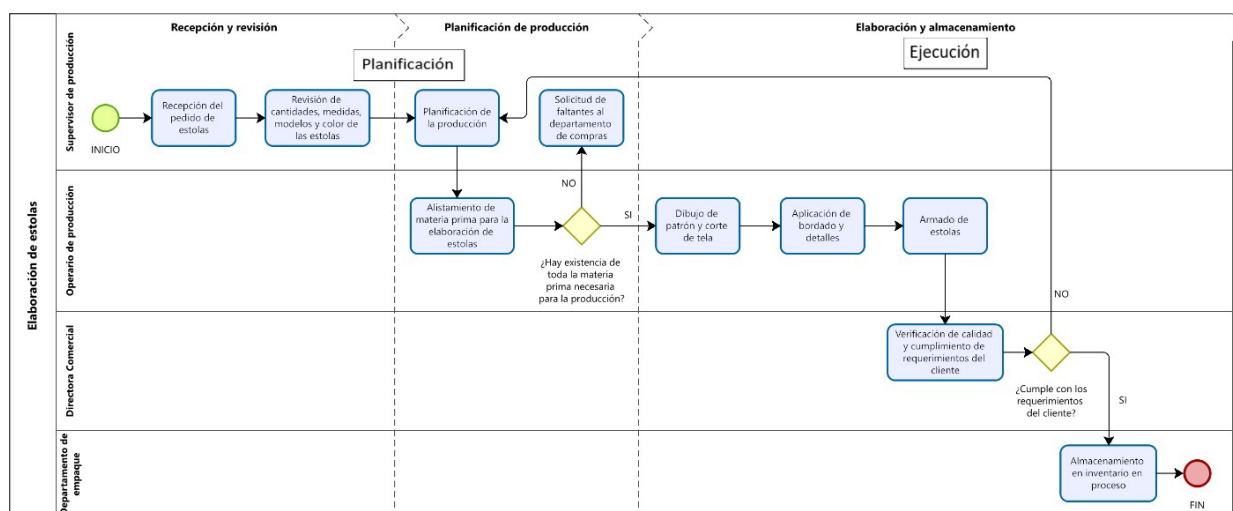 Recepción y revisión
Planificación de producción
Elaboración y almacenamiento
Planificación
Ejecución
Elaboración de estolas
Supervisor de producción
INICIO
Recepción del
pedido de
estolas
Revisión de
cantidades, medidas,
modelos y color de
las estolas
Planificación de
la producción
Solicitud de
faltantes al
departamento
de compras
Operario de producción
Alistamiento de
materia prima para la
elaboración de
estolas
NO
SI
¿Hay existencia de
toda la materia
prima necesaria
para la producción?
Dibujo de
patrón y corte
de tela
Aplicación de
bordado y
detalles
Armado de
estolas
NO
Directora Comercial
Verificación de calidad
y cumplimiento de
requerimientos del
cliente
¿Cumple con los
requerimientos
del cliente?
SI
Departamento de
empaque
Almacenamiento
en inventario en
proceso
FIN